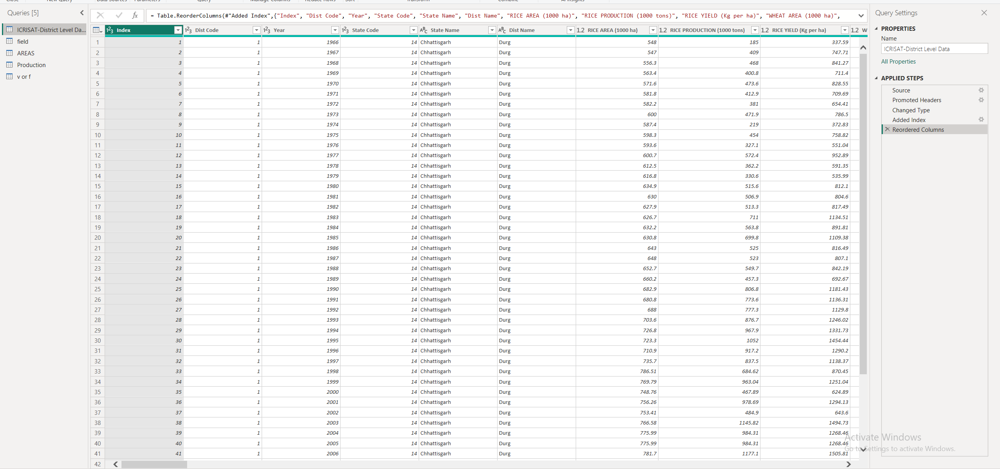 Close New Query Data Sources Parameters Query Manage Columns Reduce Rows Sort Transform Combine AI Insights
Queries [5]
ICRISAT-District Level Da...
field
AREAS
Production
v or f
fx
= Table.ReorderColumns(#"Added Index",{"Index", "Dist Code", "Year", "State Code", "State Name", "Dist Name", "RICE AREA (1000 ha)", "RICE PRODUCTION (1000 tons)", "RICE YIELD (Kg per ha)", "WHEAT AREA (1000 ha)",
123 Index 123 Dist Code 123 Year 123 State Code ABC State Name ABC Dist Name 1.2 RICE AREA (1000 ha) 1.2 RICE PRODUCTION (1000 tons) 1.2 RICE YIELD (Kg per ha) 1.2 W
1 1 1 1966 14 Chhattisgarh Durg 548 185 337.59
2 2 1 1967 14 Chhattisgarh Durg 547 409 747.71
3 3 1 1968 14 Chhattisgarh Durg 556.3 468 841.27
4 4 1 1969 14 Chhattisgarh Durg 563.4 400.8 711.4
5 5 1 1970 14 Chhattisgarh Durg 571.6 473.6 828.55
6 6 1 1971 14 Chhattisgarh Durg 581.8 412.9 709.69
7 7 1 1972 14 Chhattisgarh Durg 582.2 381 654.41
8 8 1 1973 14 Chhattisgarh Durg 600 471.9 786.5
9 9 1 1974 14 Chhattisgarh Durg 587.4 219 372.83
10 10 1 1975 14 Chhattisgarh Durg 598.3 454 758.82
11 11 1 1976 14 Chhattisgarh Durg 593.6 327.1 551.04
12 12 1 1977 14 Chhattisgarh Durg 600.7 572.4 952.89
13 13 1 1978 14 Chhattisgarh Durg 612.5 362.2 591.35
14 14 1 1979 14 Chhattisgarh Durg 616.8 330.6 535.99
15 15 1 1980 14 Chhattisgarh Durg 634.9 515.6 812.1
16 16 1 1981 14 Chhattisgarh Durg 630 506.9 804.6
17 17 1 1982 14 Chhattisgarh Durg 627.9 513.3 817.49
18 18 1 1983 14 Chhattisgarh Durg 626.7 711 1134.51
19 19 1 1984 14 Chhattisgarh Durg 632.2 563.8 891.81
20 20 1 1985 14 Chhattisgarh Durg 630.8 699.8 1109.38
21 21 1 1986 14 Chhattisgarh Durg 643 525 816.49
22 22 1 1987 14 Chhattisgarh Durg 648 523 807.1
23 23 1 1988 14 Chhattisgarh Durg 652.7 549.7 842.19
24 24 1 1989 14 Chhattisgarh Durg 660.2 457.3 692.67
25 25 1 1990 14 Chhattisgarh Durg 682.9 806.8 1181.43
26 26 1 1991 14 Chhattisgarh Durg 680.8 773.6 1136.31
27 27 1 1992 14 Chhattisgarh Durg 688 777.3 1129.8
28 28 1 1993 14 Chhattisgarh Durg 703.6 876.7 1246.02
29 29 1 1994 14 Chhattisgarh Durg 726.8 967.9 1331.73
30 30 1 1995 14 Chhattisgarh Durg 723.3 1052 1454.44
31 31 1 1996 14 Chhattisgarh Durg 710.9 917.2 1290.2
32 32 1 1997 14 Chhattisgarh Durg 735.7 837.5 1138.37
33 33 1 1998 14 Chhattisgarh Durg 786.51 684.62 870.45
34 34 1 1999 14 Chhattisgarh Durg 769.79 963.04 1251.04
35 35 1 2000 14 Chhattisgarh Durg 748.76 467.89 624.89
36 36 1 2001 14 Chhattisgarh Durg 756.26 978.69 1294.13
37 37 1 2002 14 Chhattisgarh Durg 753.41 484.9 643.6
38 38 1 2003 14 Chhattisgarh Durg 766.58 1145.82 1494.73
39 39 1 2004 14 Chhattisgarh Durg 775.99 984.31 1268.46
40 40 1 2005 14 Chhattisgarh Durg 775.99 984.31 1268.46
41 41 1 2006 14 Chhattisgarh Durg 781.7 1177.1 1505.81
42
Query Settings
PROPERTIES
Name
ICRISAT-District Level Data
All Properties
APPLIED STEPS
Source
Promoted Headers
Changed Type
Added Index
Reordered Columns
Activate Windows
Go to Settings to activate Windows.